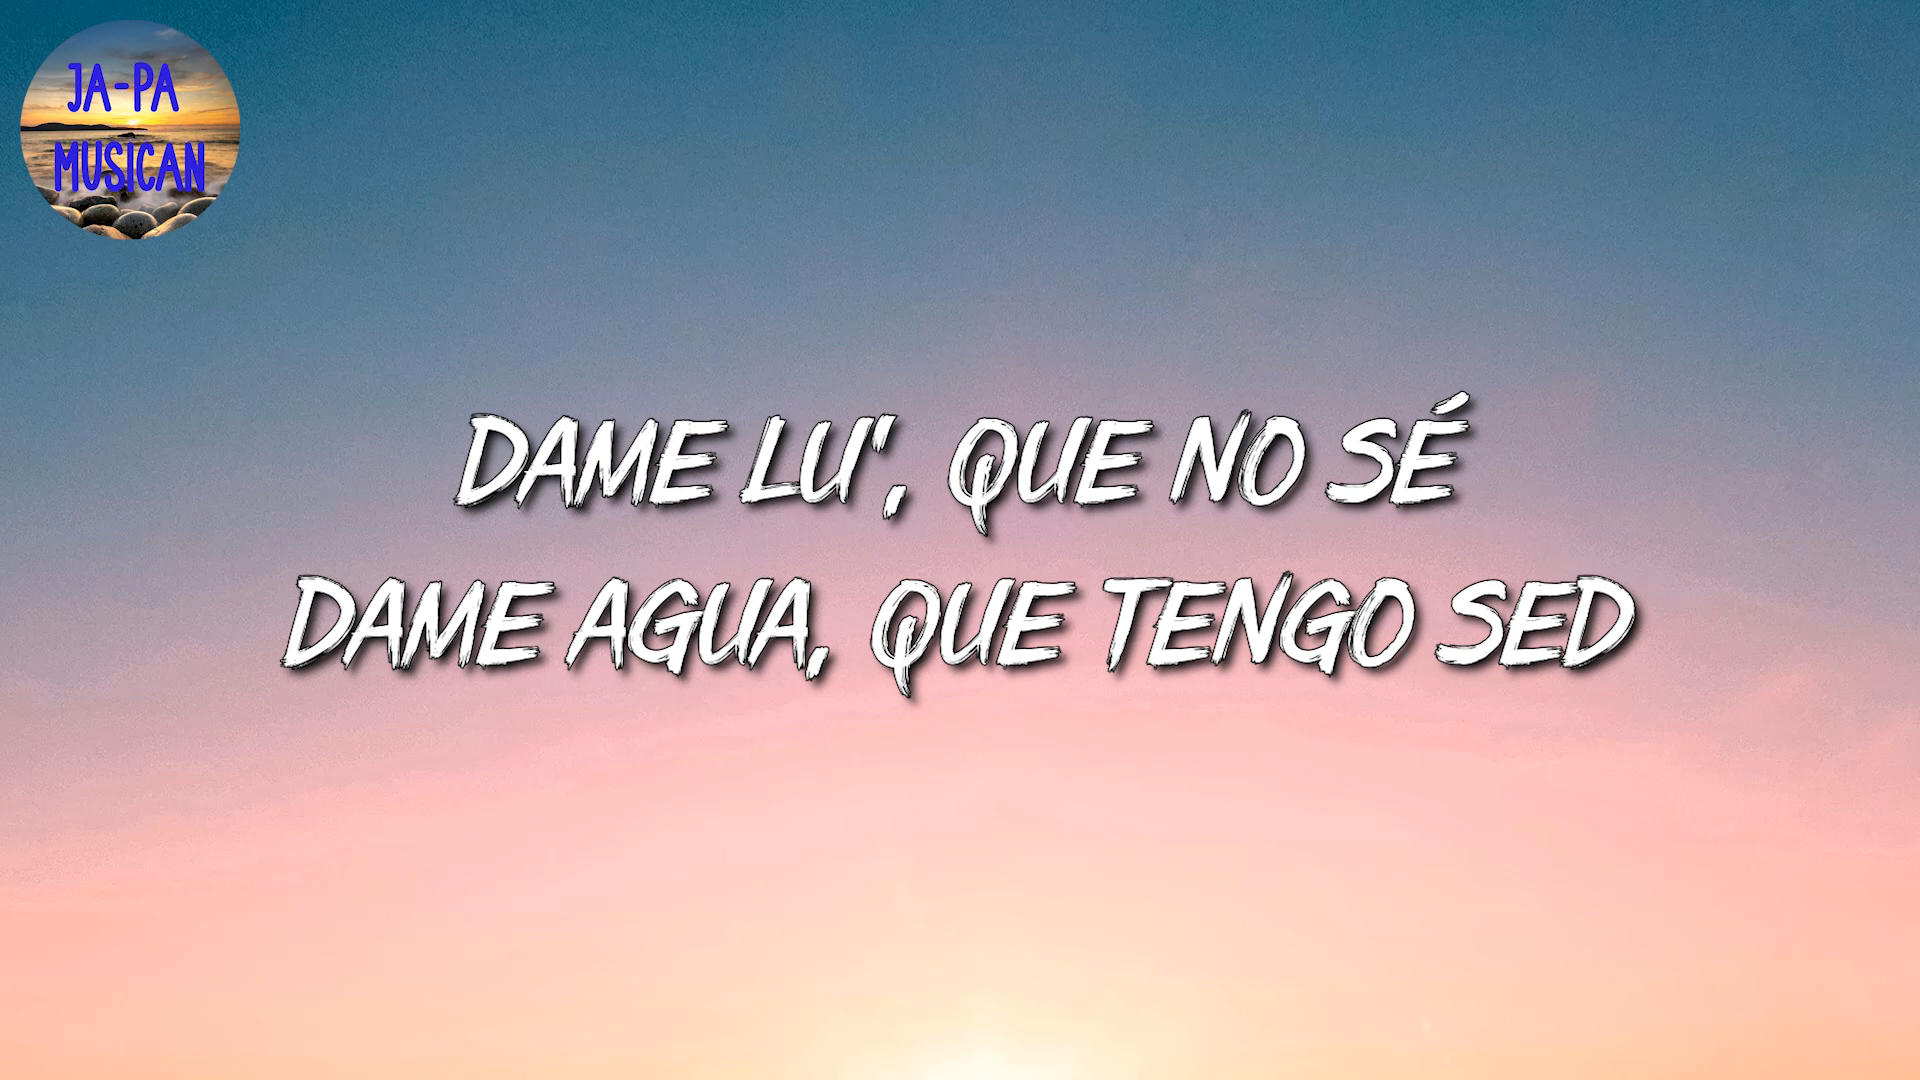 JA-PA
MUSICAN
DAME LU', QUE NO SÉ
DAME AGUA, QUE TENGO SED